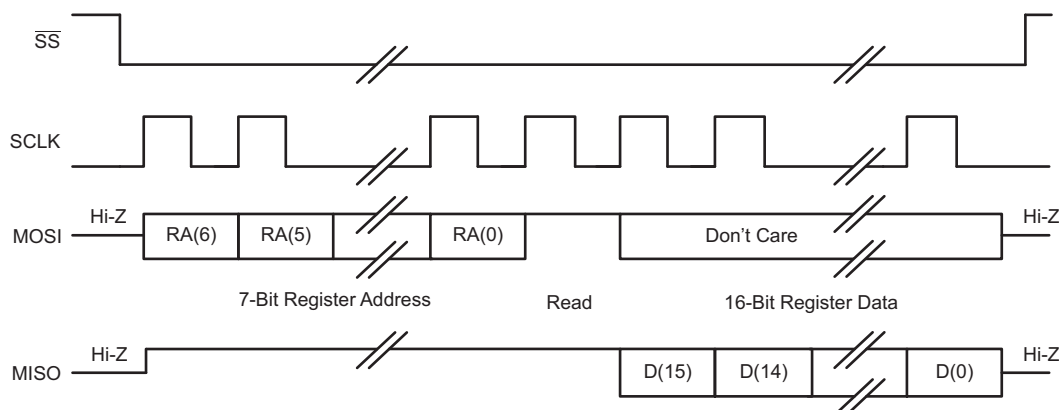 SS
SCLK
Hi-Z
Hi-Z
MOSI
RA(6)
RA(5)
RA(0)
Don't Care
7-Bit Register Address
Read
16-Bit Register Data
Hi-Z
Hi-Z
MISO
D(15)
D(14)
D(0)